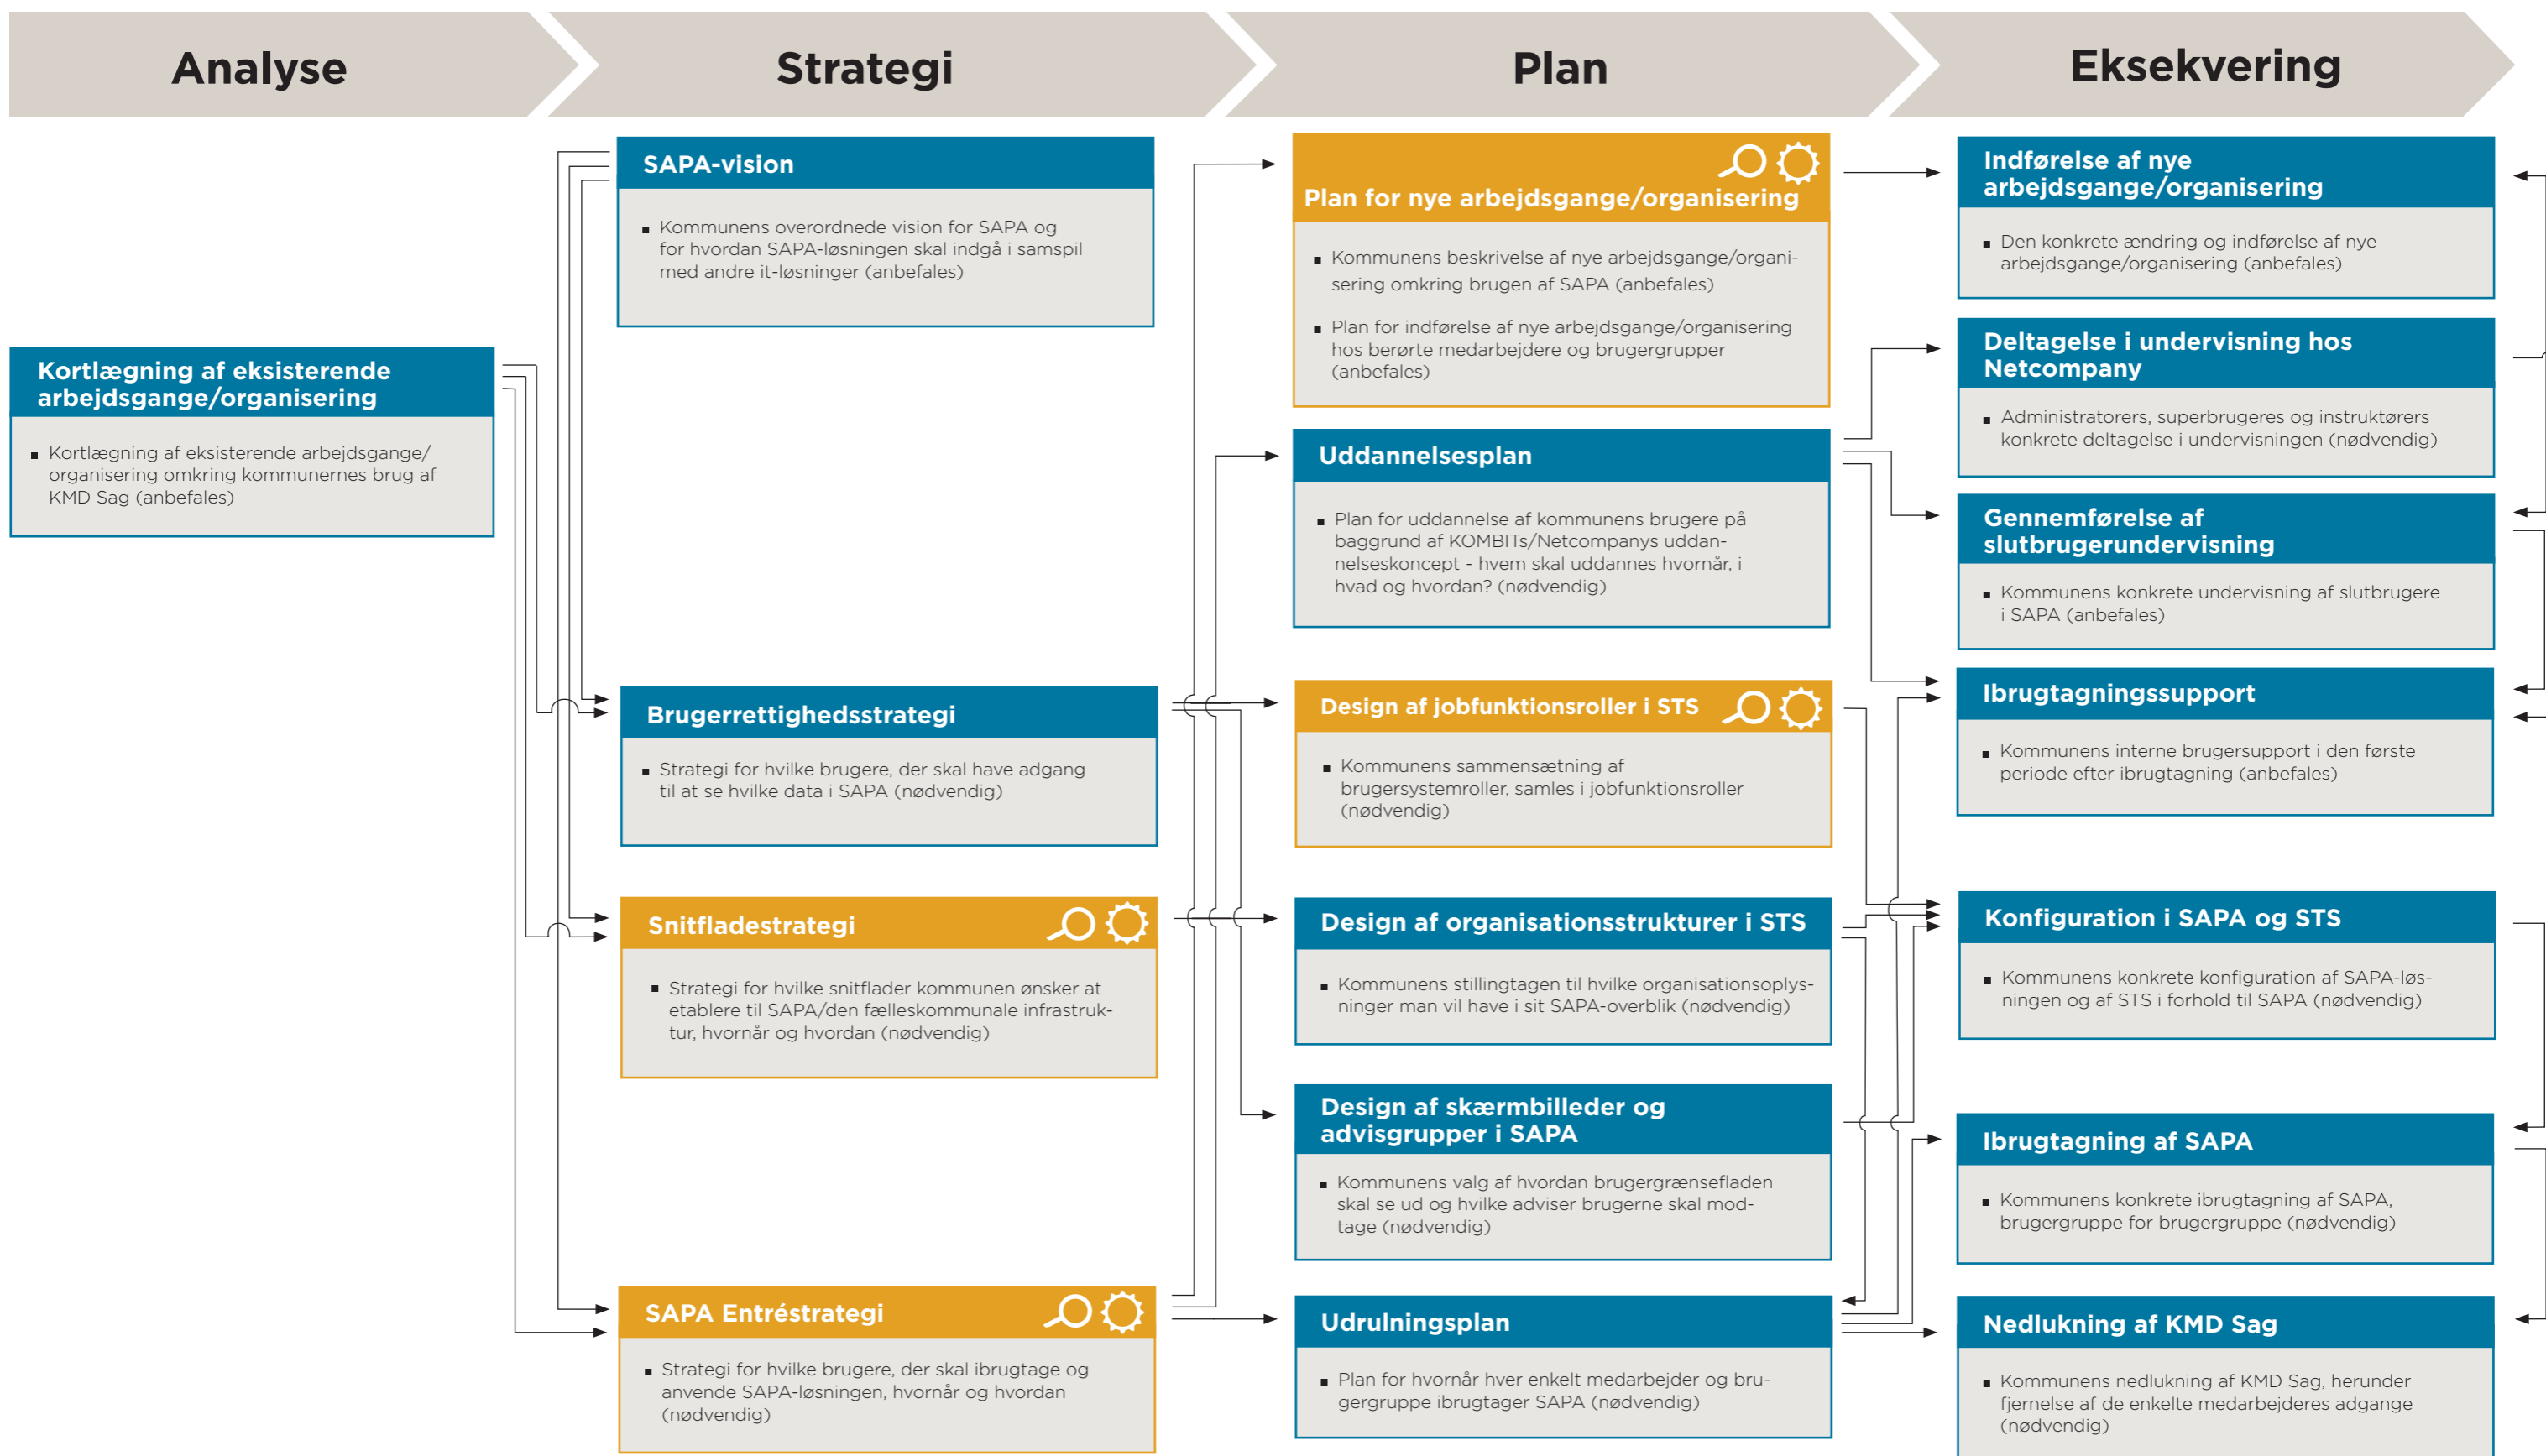 Analyse
Strategi
Plan
Eksekvering
Kortlægning af eksisterende
arbejdsgange/organisering
▪ Kortlægning af eksisterende arbejdsgange/
organisering omkring kommunernes brug af
KMD Sag (anbefales)
SAPA-vision
▪ Kommunens overordnede vision for SAPA og
for hvordan SAPA-løsningen skal indgå i samspil
med andre it-løsninger (anbefales)
Brugerrettighedsstrategi
▪ Strategi for hvilke brugere, der skal have adgang
til at se hvilke data i SAPA (nødvendig)
Snitfladestrategi
▪ Strategi for hvilke snitflader kommunen ønsker at
etablere til SAPA/den fælleskommunale infrastruk-
tur, hvornår og hvordan (nødvendig)
SAPA Entréstrategi
▪ Strategi for hvilke brugere, der skal ibrugtage og
anvende SAPA-løsningen, hvornår og hvordan
(nødvendig)
Plan for nye arbejdsgange/organisering
▪ Kommunens beskrivelse af nye arbejdsgange/organi-
sering omkring brugen af SAPA (anbefales)
▪ Plan for indførelse af nye arbejdsgange/organisering
hos berørte medarbejdere og brugergrupper
(anbefales)
Uddannelsesplan
▪ Plan for uddannelse af kommunens brugere på
baggrund af KOMBITs/Netcompanys uddan-
nelseskoncept - hvem skal uddannes hvornår, i
hvad og hvordan? (nødvendig)
Design af jobfunktionsroller i STS
▪ Kommunens sammensætning af
brugersystemroller, samles i jobfunktionsroller
(nødvendig)
Design af organisationsstrukturer i STS
▪ Kommunens stillingtagen til hvilke organisationsoplys-
ninger man vil have i sit SAPA-overblik (nødvendig)
Design af skærmbilleder og
advisgrupper i SAPA
▪ Kommunens valg af hvordan brugergrænsefladen
skal se ud og hvilke adviser brugerne skal mod-
tage (nødvendig)
Udrulningsplan
▪ Plan for hvornår hver enkelt medarbejder og bru-
gergruppe ibrugtager SAPA (nødvendig)
Indførelse af nye
arbejdsgange/organisering
▪ Den konkrete ændring og indførelse af nye
arbejdsgange/organisering (anbefales)
Deltagelse i undervisning hos
Netcompany
▪ Administratorers, superbrugeres og instruktørers
konkrete deltagelse i undervisningen (nødvendig)
Gennemførelse af
slutbrugerundervisning
▪ Kommunens konkrete undervisning af slutbrugere
i SAPA (anbefales)
Ibrugtagningssupport
▪ Kommunens interne brugersupport i den første
periode efter ibrugtagning (anbefales)
Konfiguration i SAPA og STS
▪ Kommunens konkrete konfiguration af SAPA-løs-
ningen og af STS i forhold til SAPA (nødvendig)
Ibrugtagning af SAPA
▪ Kommunens konkrete ibrugtagning af SAPA,
brugergruppe for brugergruppe (nødvendig)
Nedlukning af KMD Sag
▪ Kommunens nedlukning af KMD Sag, herunder
fjernelse af de enkelte medarbejderes adgange
(nødvendig)